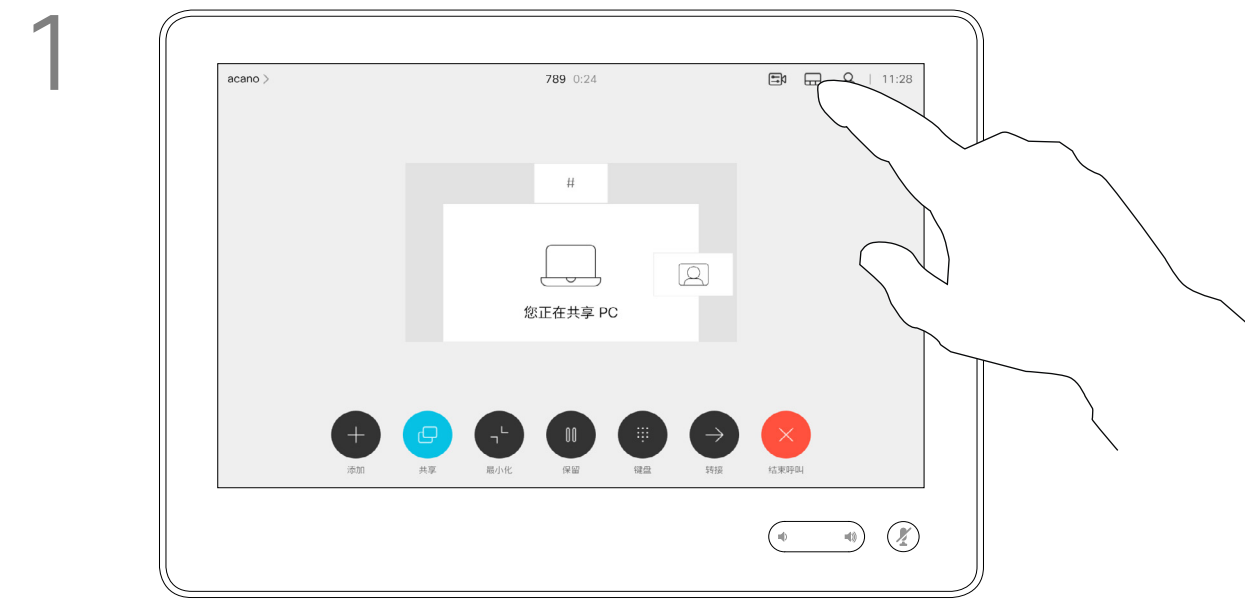 1
acano >
789 0:24
11:28
#
您正在共享 PC
添加
共享
最小化
保留
键盘
转接
结束呼叫